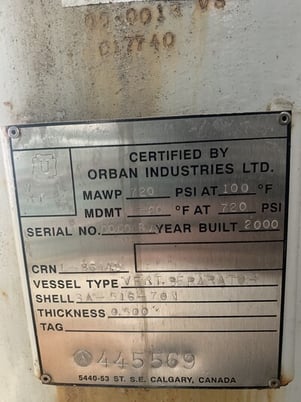 017740
CERTIFIED BY
ORBAN INDUSTRIES LTD.
MAWP 720 PSI AT 100 °F
MDMT °F AT 720 PSI
SERIAL NO. YEAR BUILT 2000
CRN
VESSEL TYPE VERT. SEPARATOR
SHELL SA-516-70N
THICKNESS 0.500"
TAG
A 445569
5440-53 ST. S.E. CALGARY, CANADA